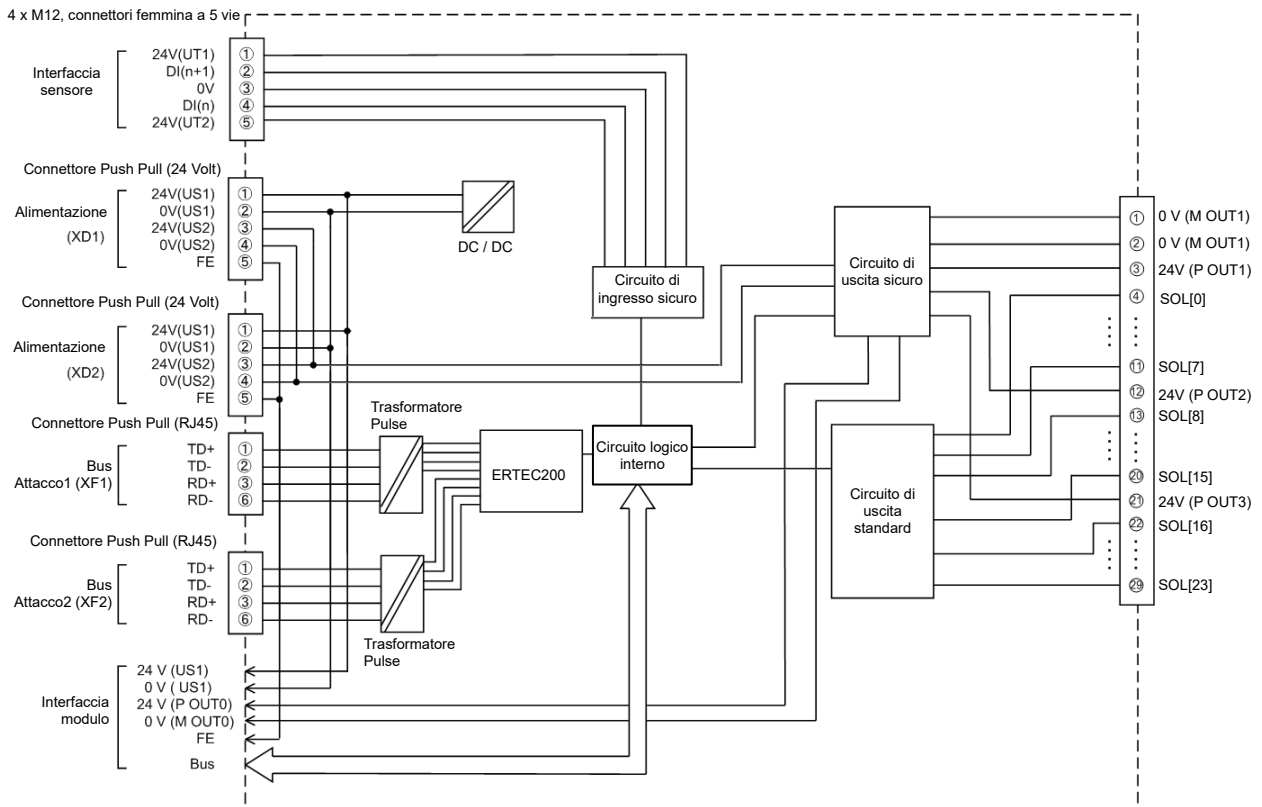 4 x M12, connettori femmina a 5 vie
Interfaccia
sensore
24V(UT1) ①
DI(n+1) ②
0V ③
DI(n) ④
24V(UT2) ⑤
Connettore Push Pull (24 Volt)
Alimentazione
(XD1)
24V(US1) ①
0V(US1) ②
24V(US2) ③
0V(US2) ④
FE ⑤
DC / DC
Connettore Push Pull (24 Volt)
Alimentazione
(XD2)
24V(US1) ①
0V(US1) ②
24V(US2) ③
0V(US2) ④
FE ⑤
Connettore Push Pull (RJ45)
Bus
Attacco1 (XF1)
TD+ ①
TD- ②
RD+ ③
RD- ⑥
Trasformatore
Pulse
Connettore Push Pull (RJ45)
Bus
Attacco2 (XF2)
TD+ ①
TD- ②
RD+ ③
RD- ⑥
Trasformatore
Pulse
ERTEC200
Circuito di
ingresso sicuro
Circuito logico
interno
Circuito di
uscita sicuro
Circuito di
uscita
standard
Interfaccia
modulo
24 V (US1)
0 V ( US1)
24 V (P OUT0)
0 V (M OUT0)
FE
Bus
① 0 V (M OUT1)
② 0 V (M OUT1)
③ 24V (P OUT1)
④ SOL[0]
⑪ SOL[7]
⑫ 24V (P OUT2)
⑬ SOL[8]
⑳ SOL[15]
㉑ 24V (P OUT3)
㉒ SOL[16]
㉙ SOL[23]